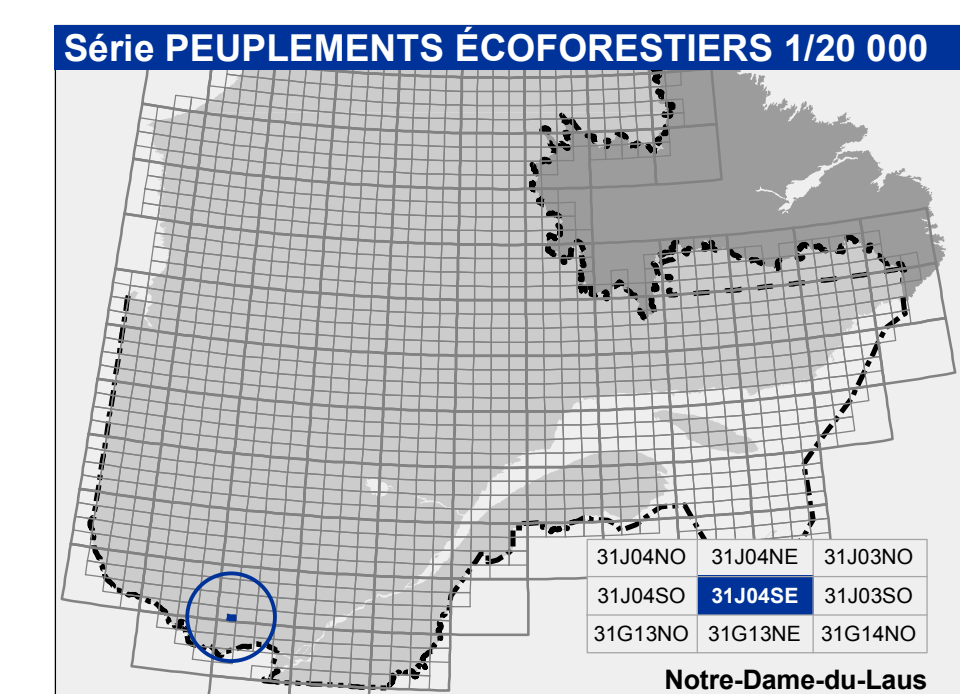 Série PEUPLEMENTS ÉCOFORESTIERS 1/20 000
31J04NO 31J04NE 31J03NO
31J04SO 31J04SE 31J03SO
31G13NO 31G13NE 31G14NO
Notre-Dame-du-Laus